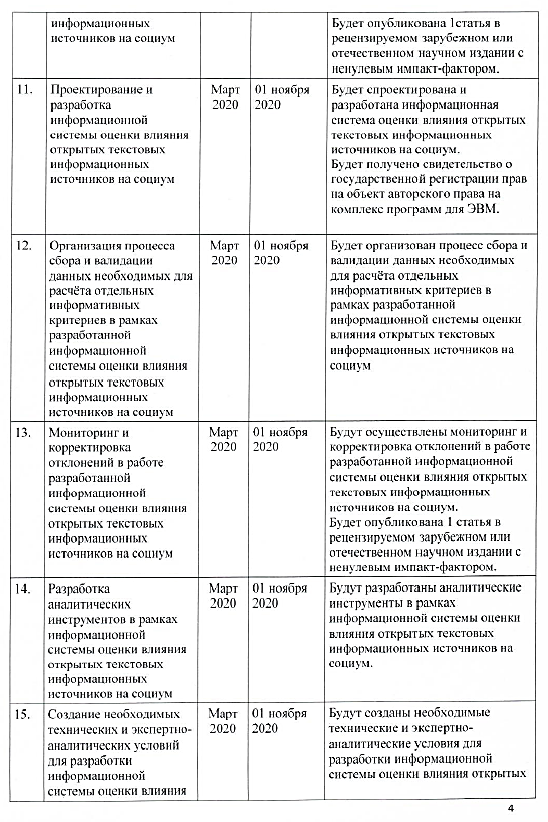 информационных
источников на социум
Будет опубликована 1статья в
рецензируемом зарубежном или
отечественном научном издании с
ненулевым импакт-фактором.
11.
Проектирование и
разработка
информационной
системы оценки влияния
открытых текстовых
информационных
источников на социум
Март
2020
01 ноября
2020
Будет спроектирована и
разработана информационная
система оценки влияния открытых
текстовых информационных
источников на социум.
Будет получено свидетельство о
государственной регистрации прав
на объект авторского права на
комплекс программ для ЭВМ.
12.
Организация процесса
сбора и валидации
данных необходимых для
расчёта отдельных
информативных
критериев в рамках
разработанной
информационной
системы оценки влияния
открытых текстовых
информационных
источников на социум
Март
2020
01 ноября
2020
Будет организован процесс сбора и
валидации данных необходимых
для расчёта отдельных
информативных критериев в
рамках разработанной
информационной системы оценки
влияния открытых текстовых
информационных источников на
социум
13.
Мониторинг и
корректировка
отклонений в работе
разработанной
информационной
системы оценки влияния
открытых текстовых
информационных
источников на социум
Март
2020
01 ноября
2020
Будут осуществлены мониторинг и
корректировка отклонений в работе
разработанной информационной
системы оценки влияния открытых
текстовых информационных
источников на социум.
Будет опубликована 1 статья в
рецензируемом зарубежном или
отечественном научном издании с
ненулевым импакт-фактором.
14.
Разработка
аналитических
инструментов в рамках
информационной
системы оценки влияния
открытых текстовых
информационных
источников на социум
Март
2020
01 ноября
2020
Будут разработаны аналитические
инструменты в рамках
информационной системы оценки
влияния открытых текстовых
информационных источников на
социум.
15.
Создание необходимых
технических и экспертно-
аналитических условий
для разработки
информационной
системы оценки влияния
Март
2020
01 ноября
2020
Будут созданы необходимые
технические и экспертно-
аналитические условия для
разработки информационной
системы оценки влияния открытых
4